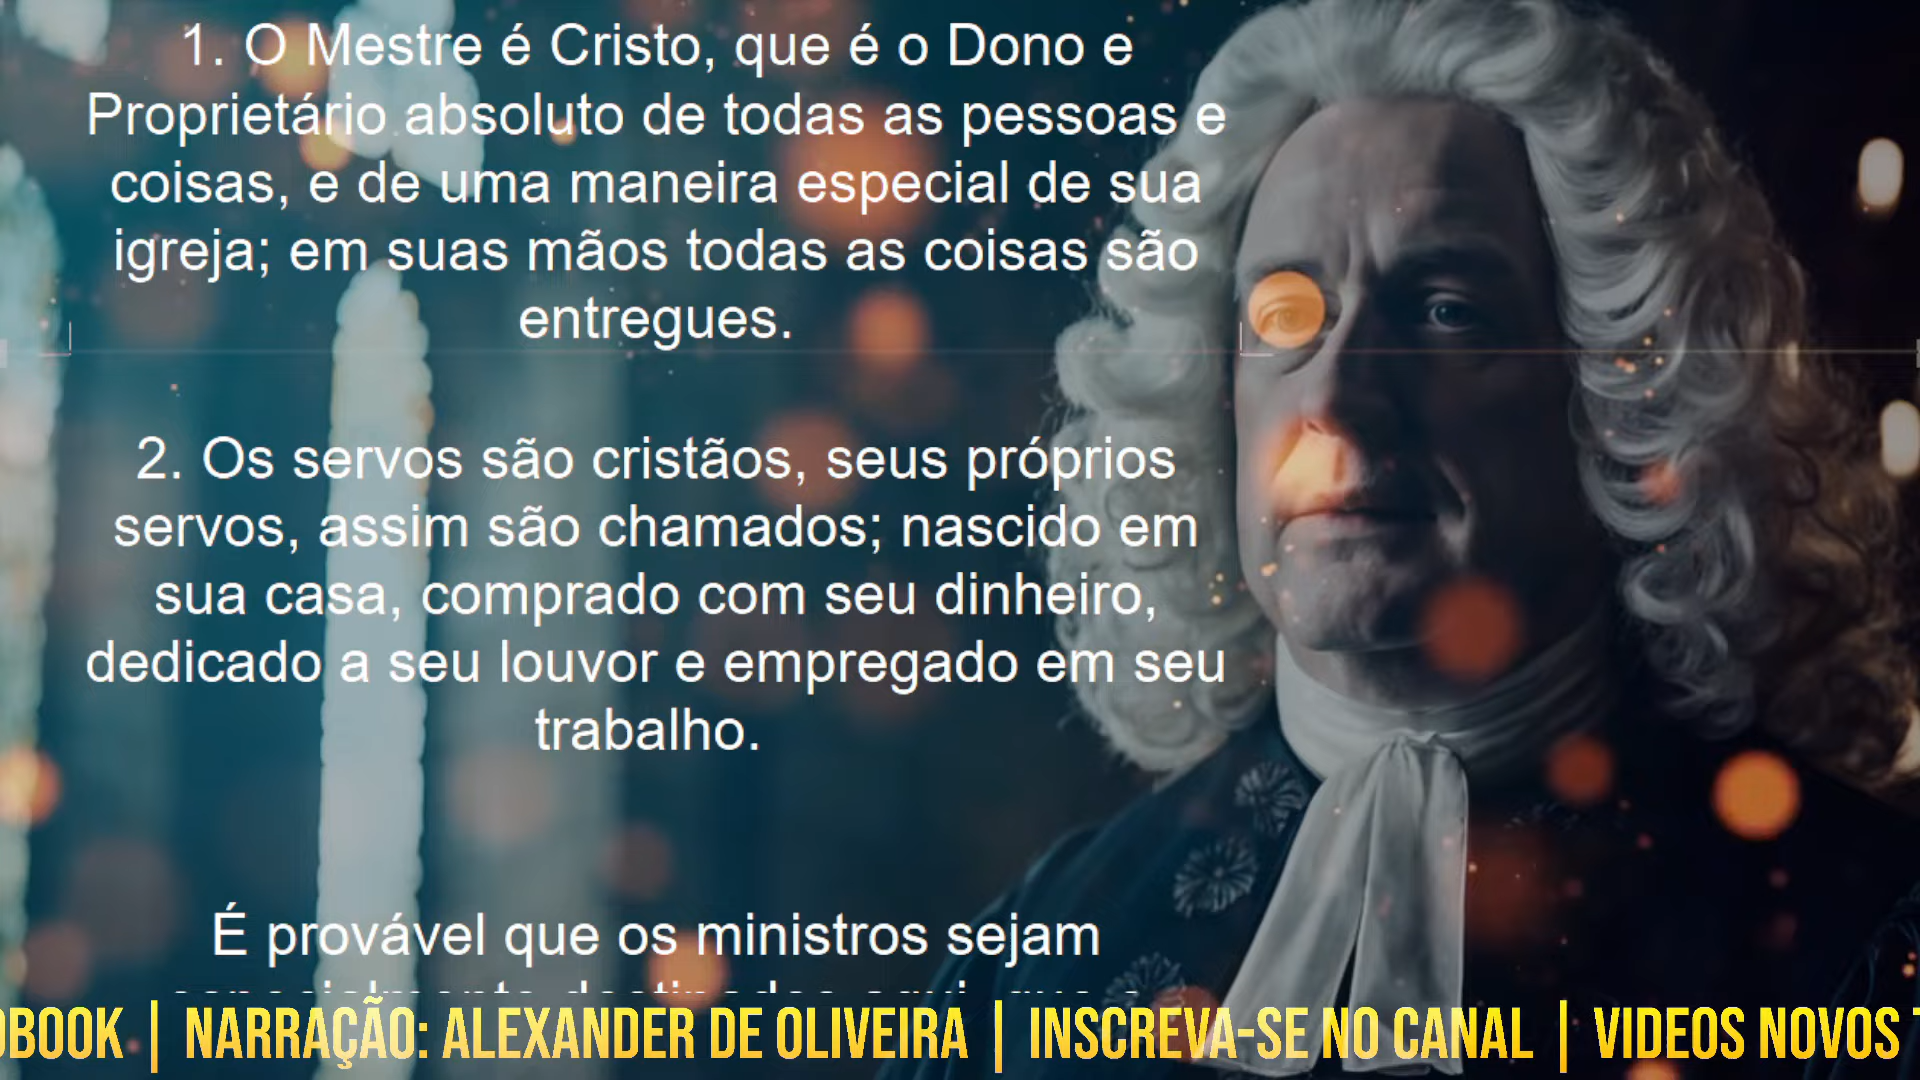 1. O Mestre é Cristo, que é o Dono e
Proprietário absoluto de todas as pessoas e
coisas, e de uma maneira especial de sua
igreja; em suas mãos todas as coisas são
entregues.
2. Os servos são cristãos, seus próprios
servos, assim são chamados; nascido em
sua casa, comprado com seu dinheiro,
dedicado a seu louvor e empregado em seu
trabalho.
É provável que os ministros sejam
OBOOK | NARRAÇÃO: ALEXANDER DE OLIVEIRA | INSCREVA-SE NO CANAL | VIDEOS NOVOS